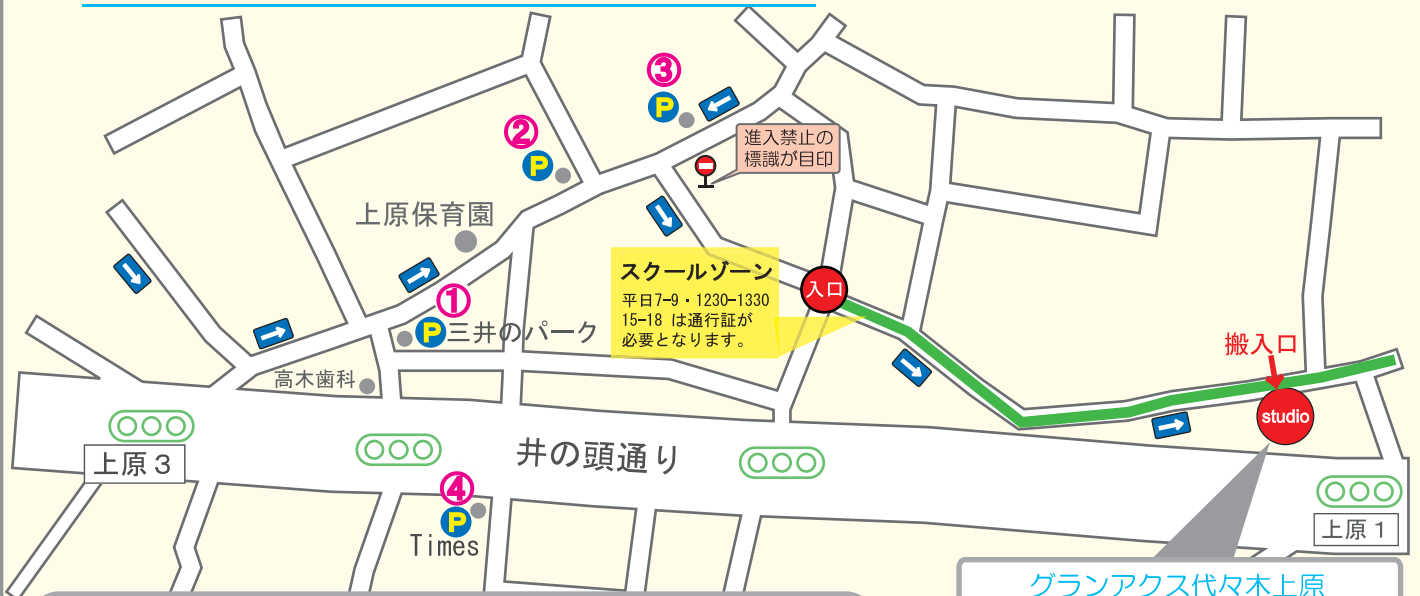 ③
P
進入禁止の
標識が目印
②
P
上原保育園
スクールゾーン
平日7-9・1230-1330
15-18 は通行証が
必要となります。
入口
①
P
三井のパーク
搬入口
高木歯科
studio
上原3
井の頭通り
④
P
Times
上原1
グランアクス代々木上原